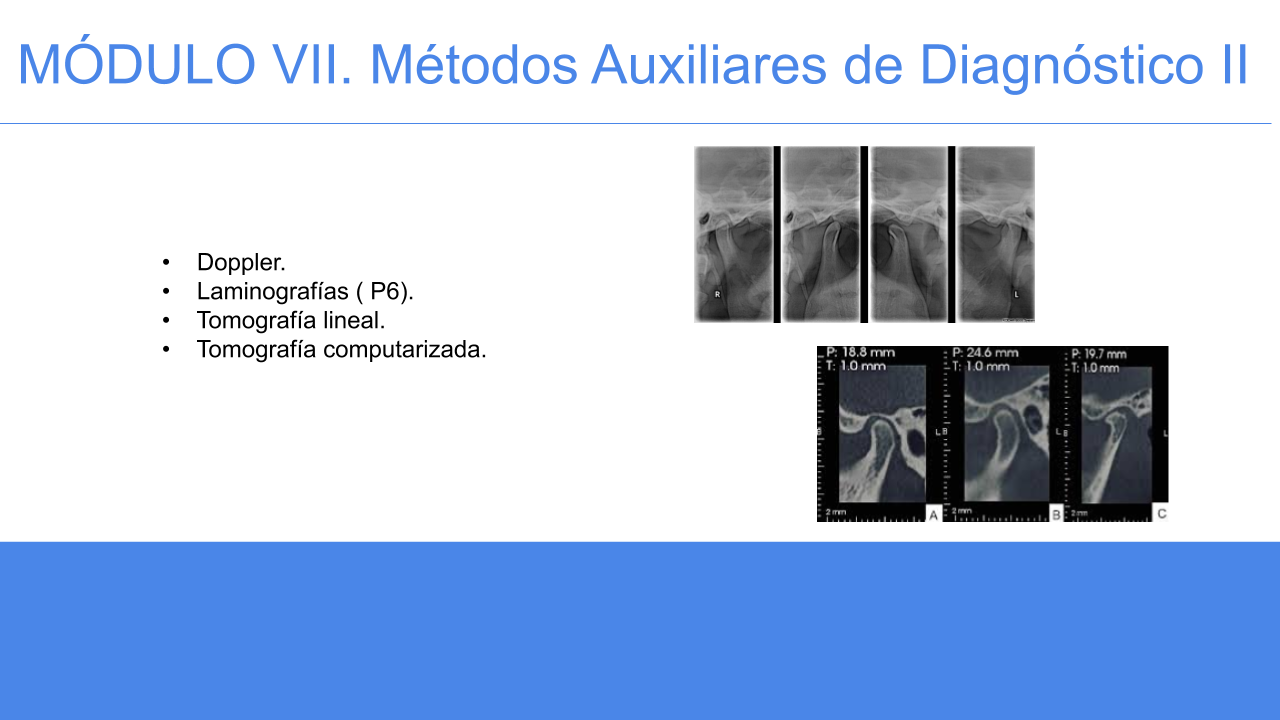 MÓDULO VII. Métodos Auxiliares de Diagnóstico II
• Doppler.
• Laminografías ( P6).
• Tomografía lineal.
• Tomografía computarizada.
R
L
P: 18.8 mm
T: 1.0 mm
B
L
2 mm
A
P: 24.6 mm
T: 1.0 mm
B
L
2 mm
B
P: 19.7 mm
T: 1.0 mm
B
L
2 mm
C